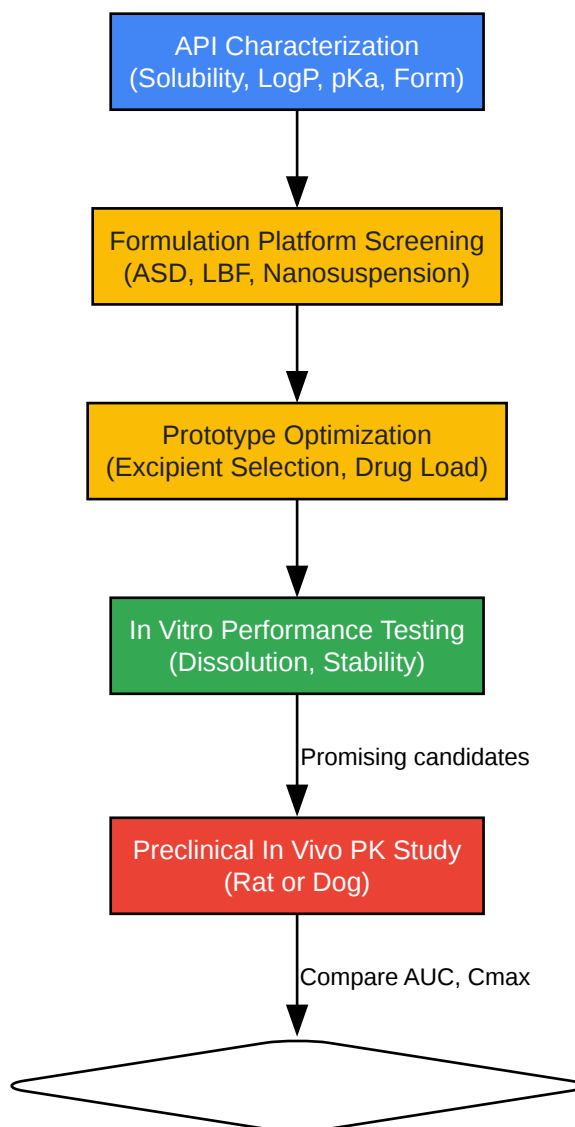 API Characterization
(Solubility, LogP, pKa, Form)
Formulation Platform Screening
(ASD, LBF, Nanosuspension)
Prototype Optimization
(Excipient Selection, Drug Load)
In Vitro Performance Testing
(Dissolution, Stability)
Promising candidates
Preclinical In Vivo PK Study
(Rat or Dog)
Compare AUC, Cmax